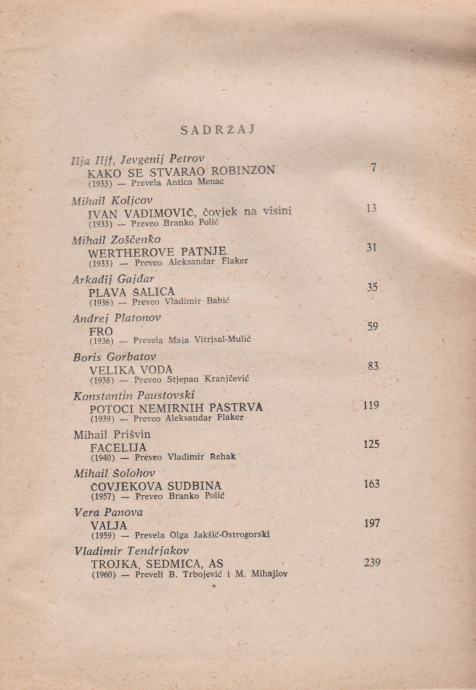 SADRŽAJ
Ilja Iljf, Jevgenij Petrov
KAKO SE STVARAO ROBINZON 7
(1933) — Prevela Antica Menac
Mihail Koljcov
IVAN VADIMOVIČ, čovjek na visini 13
(1933) — Preveo Branko Polić
Mihail Zoščenko
WERTHEROVE PATNJE 31
(1933) — Preveo Aleksandar Flaker
Arkadij Gajdar
PLAVA ŠALICA 35
(1936) — Preveo Vladimir Babić
Andrej Platonov
FRO 59
(1936) — Prevela Maja Vitrisal-Mulić
Boris Gorbatov
VELIKA VODA 83
(1938) — Preveo Stjepan Kranjčević
Konstantin Paustovski
POTOCI NEMIRNIH PASTRVA 119
(1939) — Preveo Aleksandar Flaker
Mihail Prišvin
FACELIJA 125
(1940) — Preveo Vladimir Rehak
Mihail Šolohov
ČOVJEKOVA SUDBINA 163
(1957) — Preveo Branko Polić
Vera Panova
VALJA 197
(1959) — Prevela Olga Jakšić-Ostrogorski
Vladimir Tendrjakov
TROJKA, SEDMICA, AS 239
(1960) — Preveli B. Trbojević i M. Mihajlov